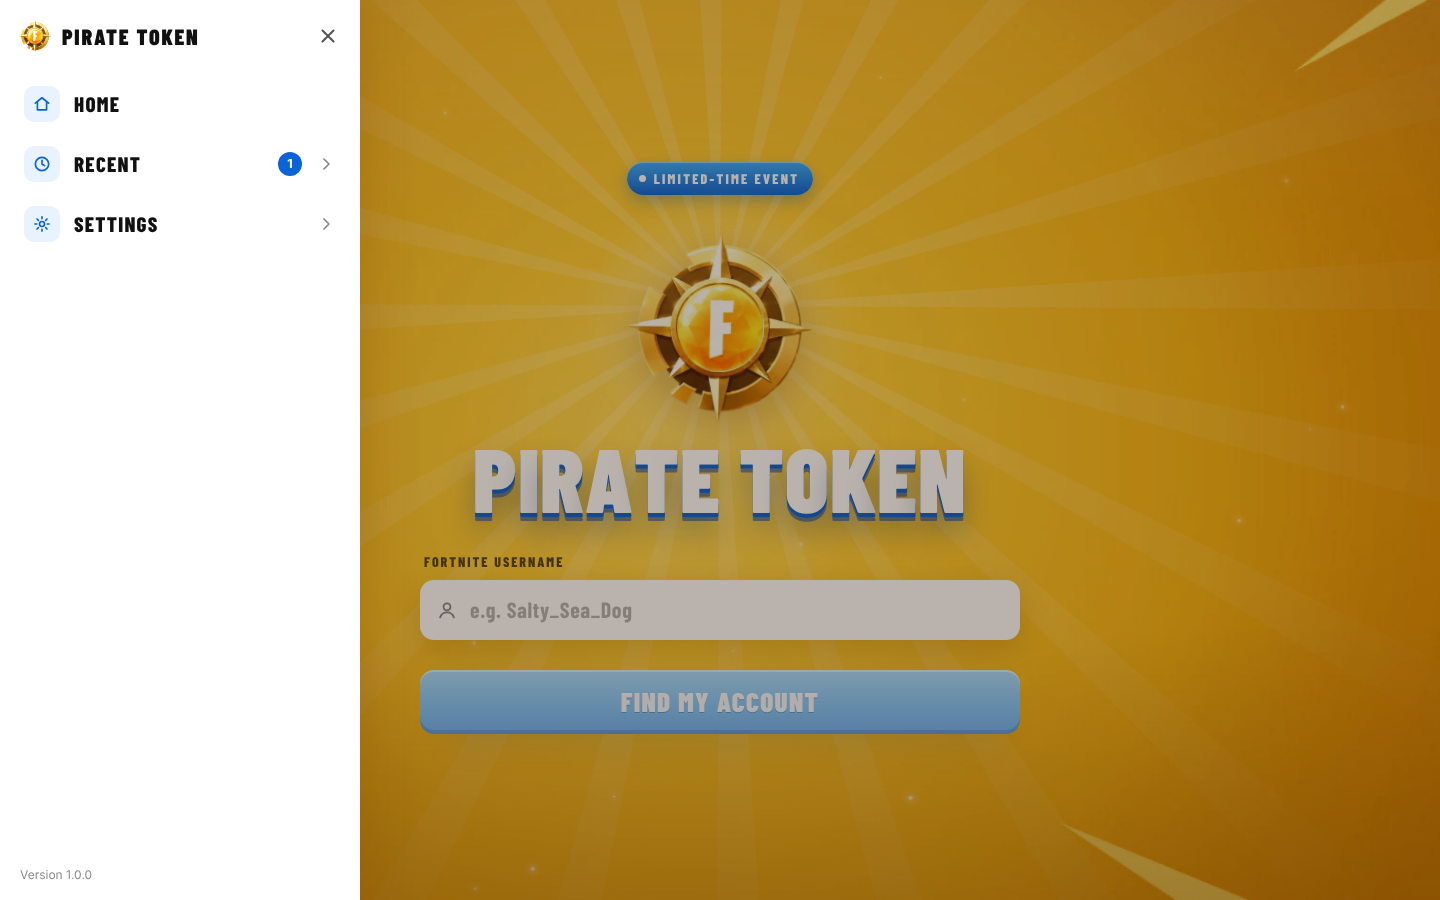 PIRATE TOKEN
HOME
RECENT
1
SETTINGS
Version 1.0.0
LIMITED-TIME EVENT
F
PIRATE TOKEN
FORTNITE USERNAME
e.g. Salty_Sea_Dog
FIND MY ACCOUNT